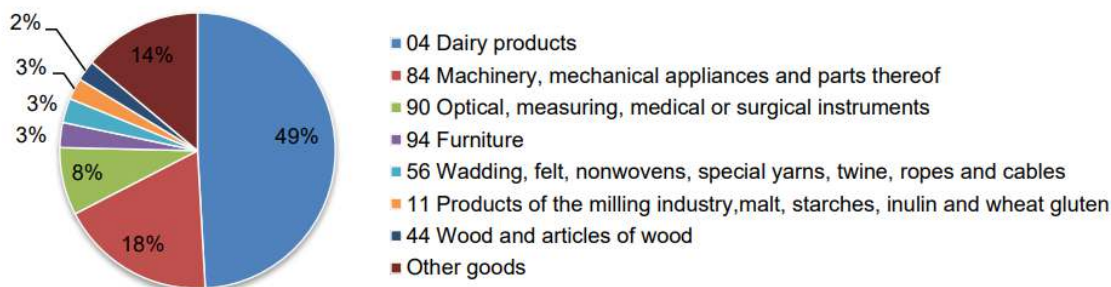 2%
3%
3%
3%
8%
14%
49%
18%
04 Dairy products
84 Machinery, mechanical appliances and parts thereof
90 Optical, measuring, medical or surgical instruments
94 Furniture
56 Wadding, felt, nonwovens, special yarns, twine, ropes and cables
11 Products of the milling industry,malt, starches, inulin and wheat gluten
44 Wood and articles of wood
Other goods